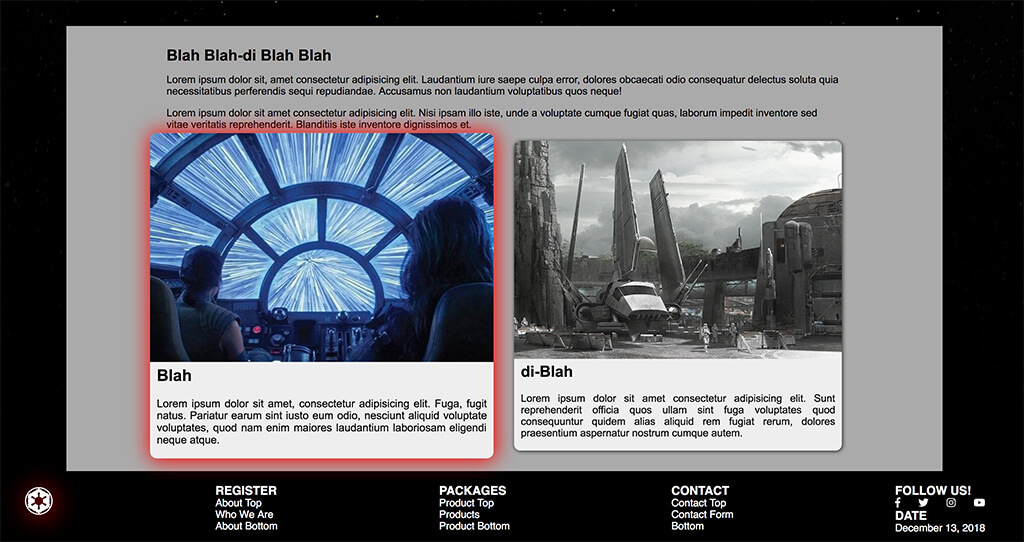 Blah Blah-di Blah Blah
Lorem ipsum dolor sit, amet consectetur adipisicing elit. Laudantium iure saepe culpa error, dolores obcaecati odio consequatur delectus soluta quia
necessitatibus perferendis sequi repudiandae. Accusamus non laudantium voluptatibus quos neque!
Lorem ipsum dolor sit amet consectetur adipisicing elit. Nisi ipsam illo iste, unde a voluptate cumque fugiat quas, laborum impedit inventore sed
vitae veritatis reprehenderit. Blanditiis iste inventore dignissimos et.
Blah
Lorem ipsum dolor sit amet, consectetur adipisicing elit. Fuga, fugit
natus. Pariatur earum sint iusto eum odio, nesciunt aliquid voluptate
voluptates, quod nam enim maiores laudantium laboriosam eligendi
neque atque.
di-Blah
Lorem ipsum dolor sit amet consectetur adipisicing elit. Sunt
reprehenderit officia quos ullam sint fuga voluptates quod
consequuntur quidem alias aliquid rem fugiat rerum, dolores
praesentium aspernatur nostrum cumque autem.
REGISTER
About Top
Who We Are
About Bottom
PACKAGES
Product Top
Products
Product Bottom
CONTACT
Contact Top
Contact Form
Bottom
FOLLOW US!
DATE
December 13, 2018